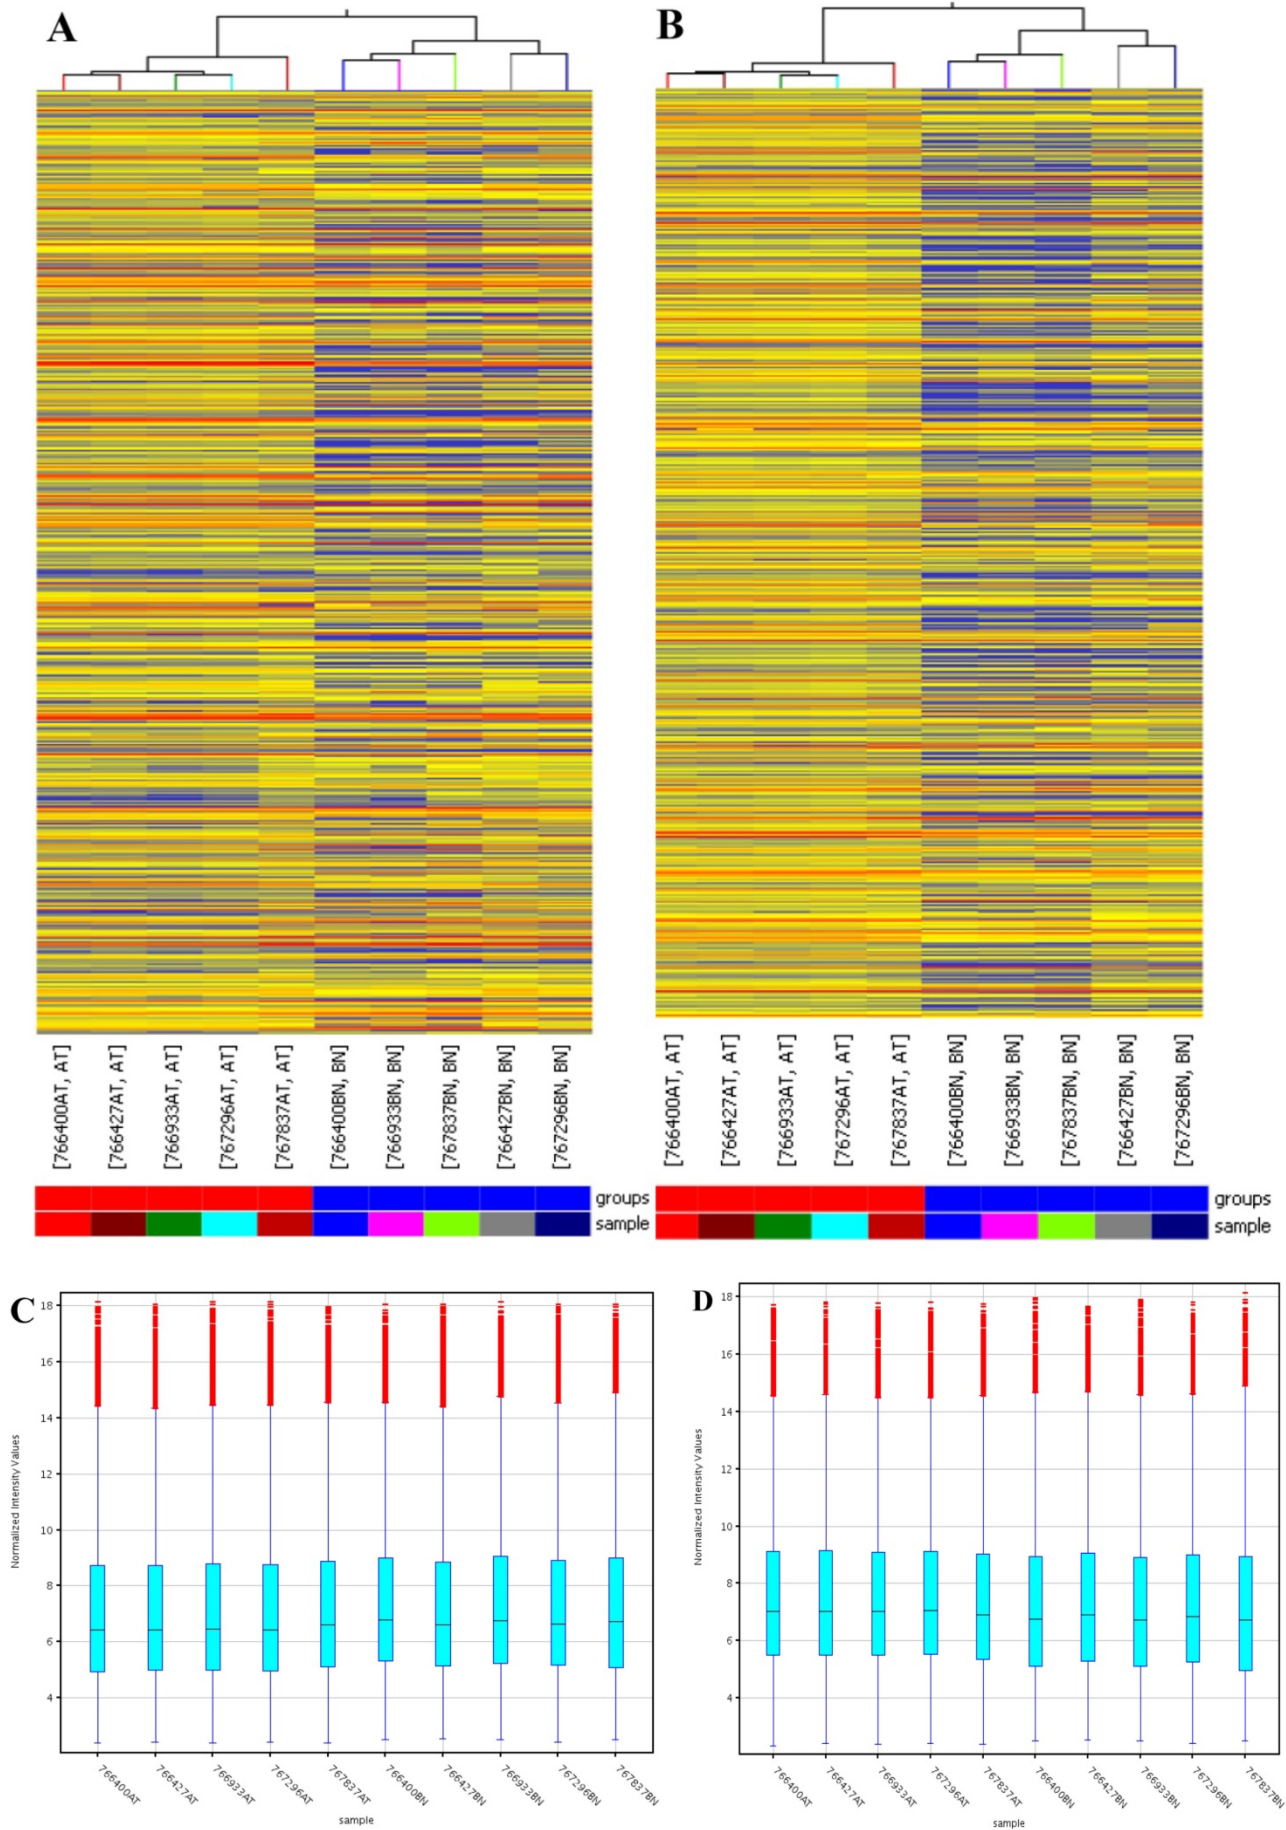 A
B
[766400AT, AT]
[766427AT, AT]
[766933AT, AT]
[767296AT, AT]
[767837AT, AT]
[766400BN, BN]
[766933BN, BN]
[767837BN, BN]
[766427BN, BN]
[767296BN, BN]
groups
sample
[766400AT, AT]
[766427AT, AT]
[766933AT, AT]
[767296AT, AT]
[767837AT, AT]
[766400BN, BN]
[766933BN, BN]
[767837BN, BN]
[766427BN, BN]
[767296BN, BN]
groups
sample
C
18
16
14
12
10
8
6
4
Normalized Intensity Values
766400AT
766427AT
766933AT
767296AT
767837AT
766400BN
766427BN
766933BN
767296BN
767837BN
sample
D
18
16
14
12
10
8
6
4
Normalized Intensity Values
766400AT
766427AT
766933AT
767296AT
767837AT
766400BN
766427BN
766933BN
767296BN
767837BN
sample